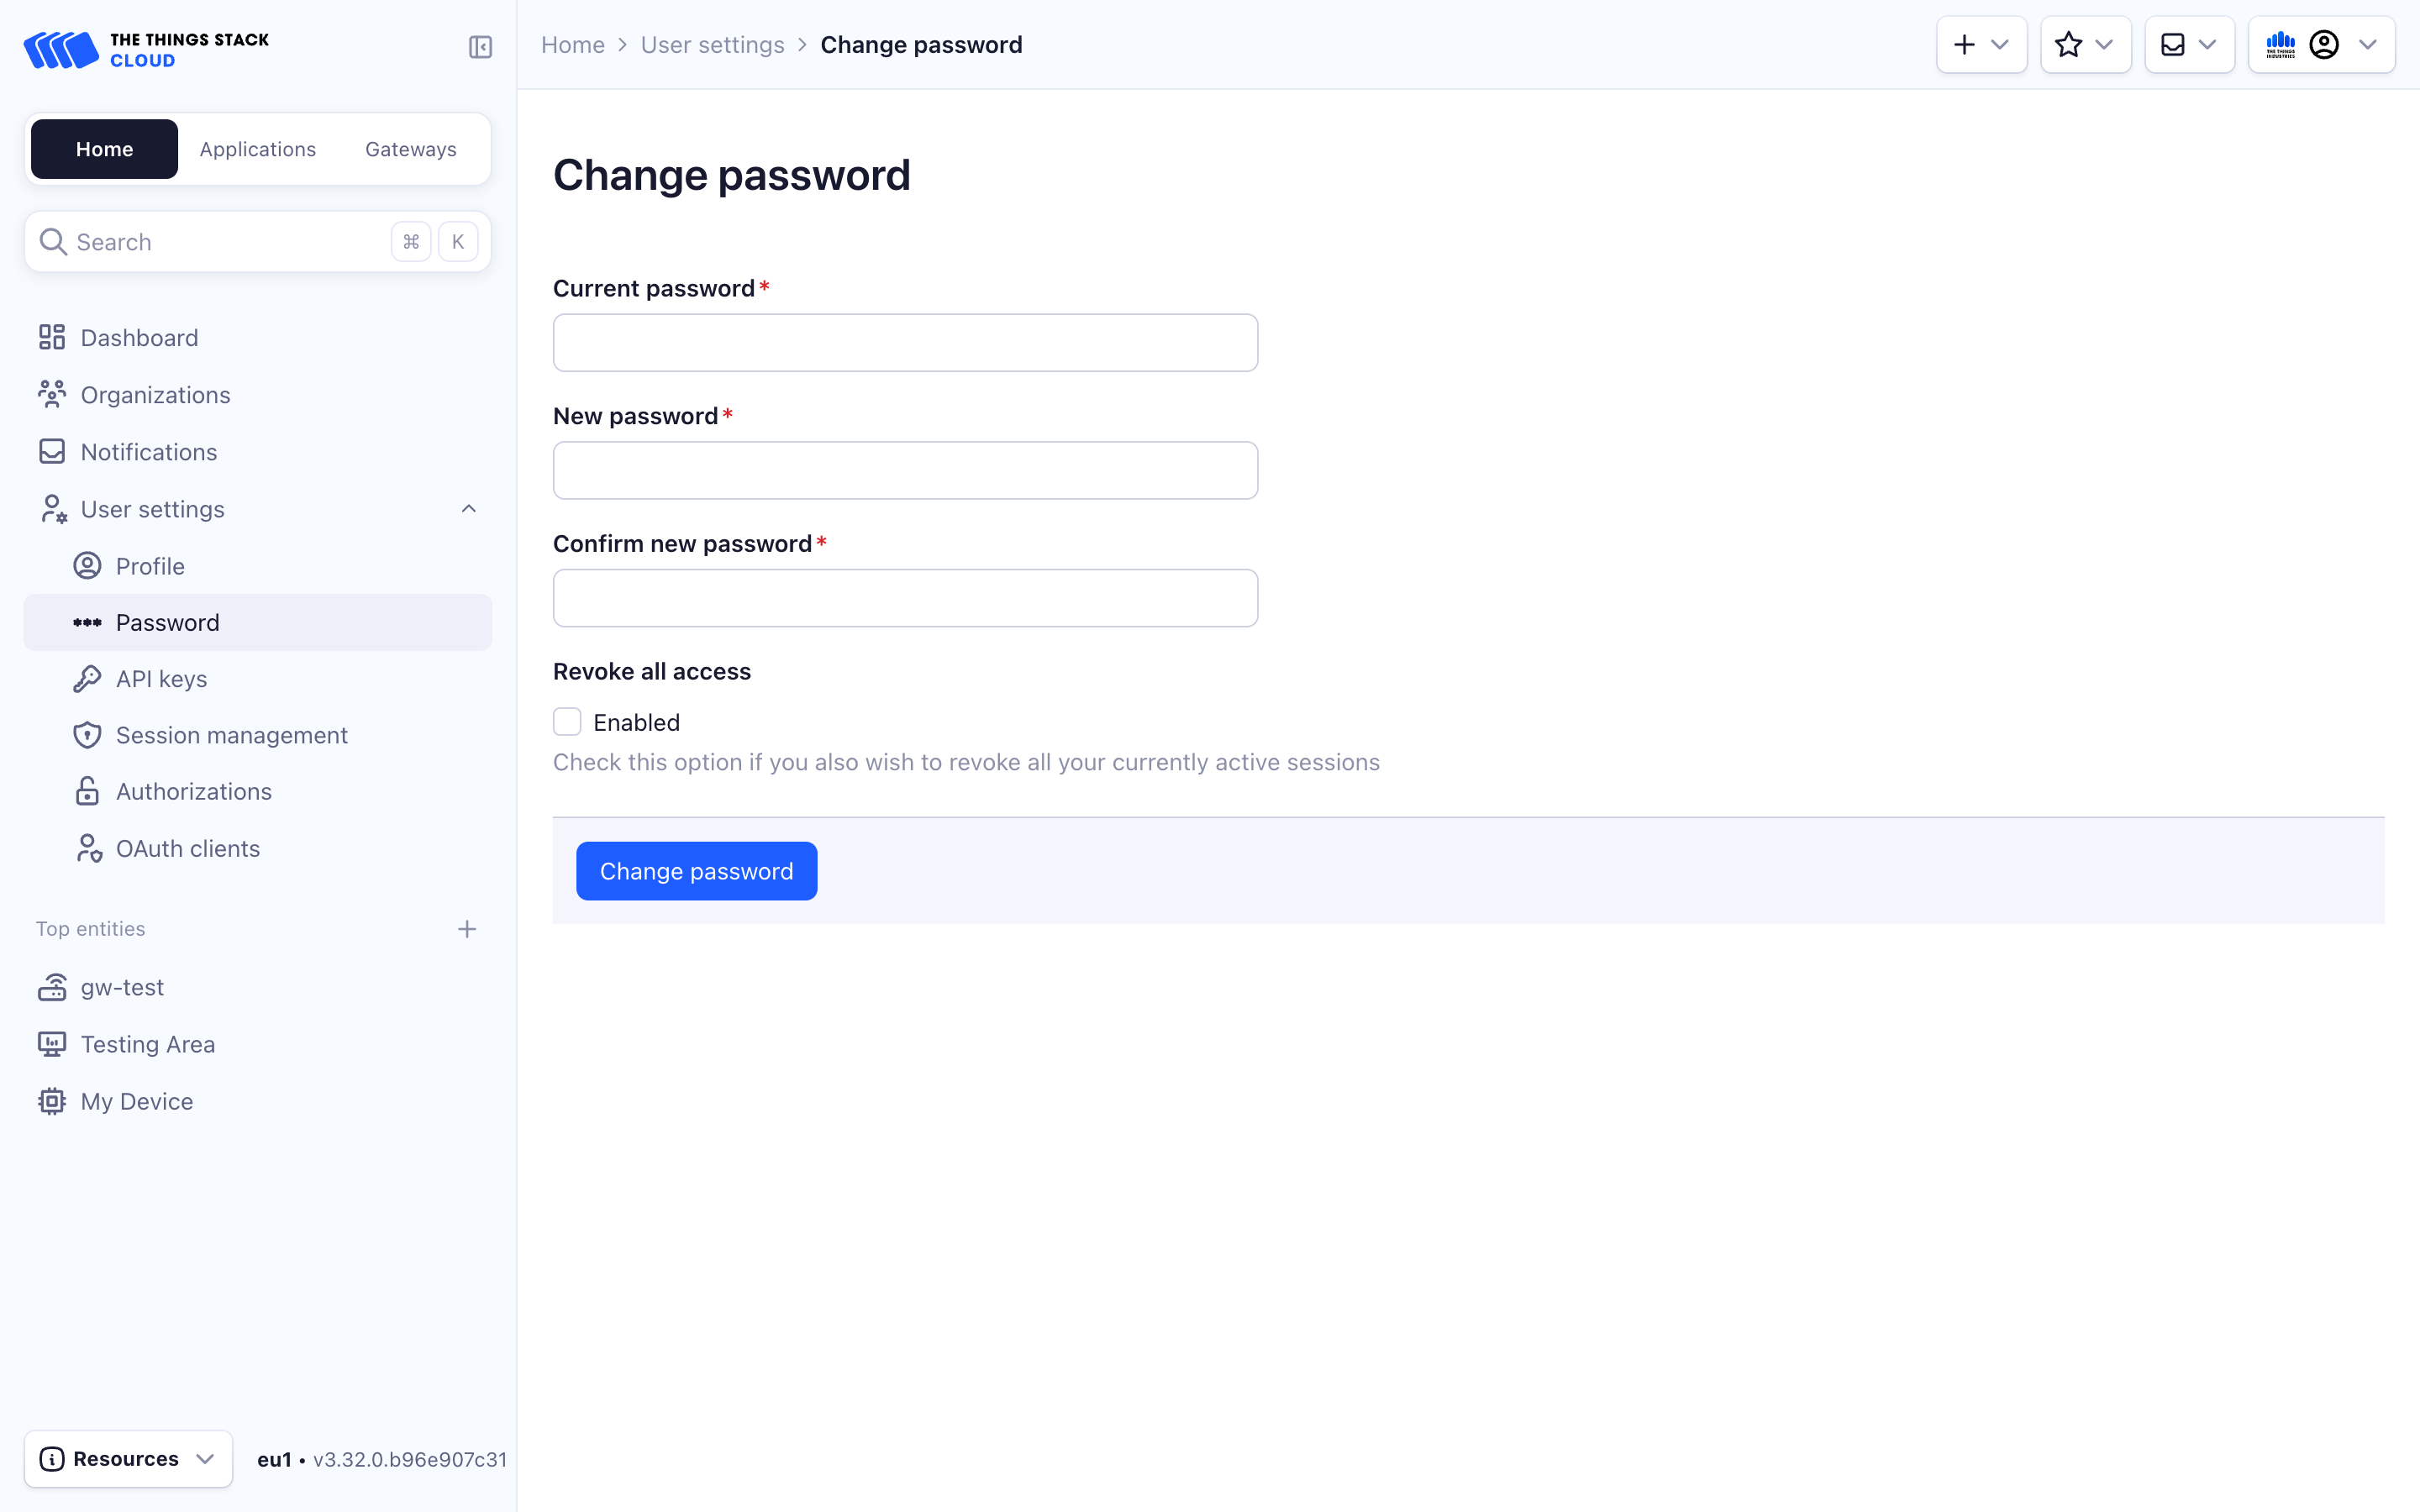 THE THINGS STACK
CLOUD
Home
Applications
Gateways
Search
⌘
K
Dashboard
Organizations
Notifications
User settings
Profile
Password
API keys
Session management
Authorizations
OAuth clients
Top entities
gw-test
Testing Area
My Device
Resources
eu1 • v3.32.0.b96e907c31
Home > User settings > Change password
THE THINGS
INDUSTRIES
Change password
Current password*
New password*
Confirm new password*
Revoke all access
Enabled
Check this option if you also wish to revoke all your currently active sessions
Change password